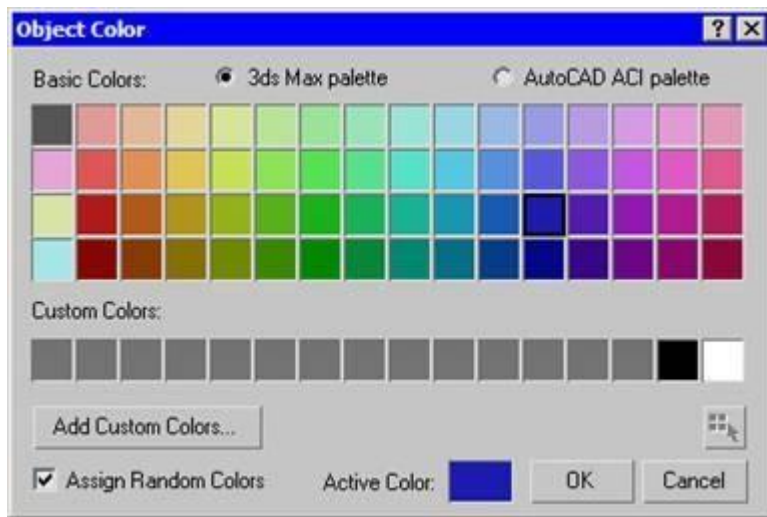 Object Color
Basic Colors: 3ds Max palette AutoCAD ACI palette
Custom Colors:
Add Custom Colors...
Assign Random Colors Active Color: OK Cancel